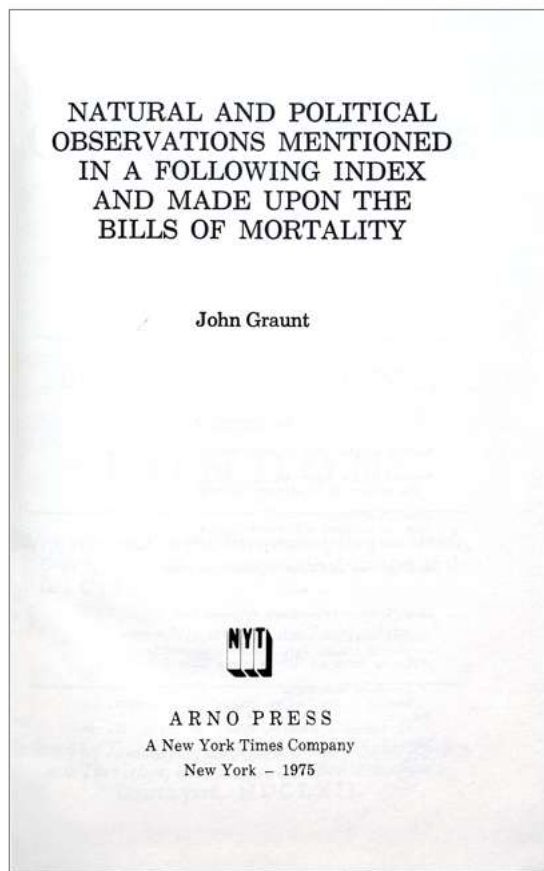 NATURAL AND POLITICAL
OBSERVATIONS MENTIONED
IN A FOLLOWING INDEX
AND MADE UPON THE
BILLS OF MORTALITY
John Graunt
NYT
ARNO PRESS
A New York Times Company
New York – 1975